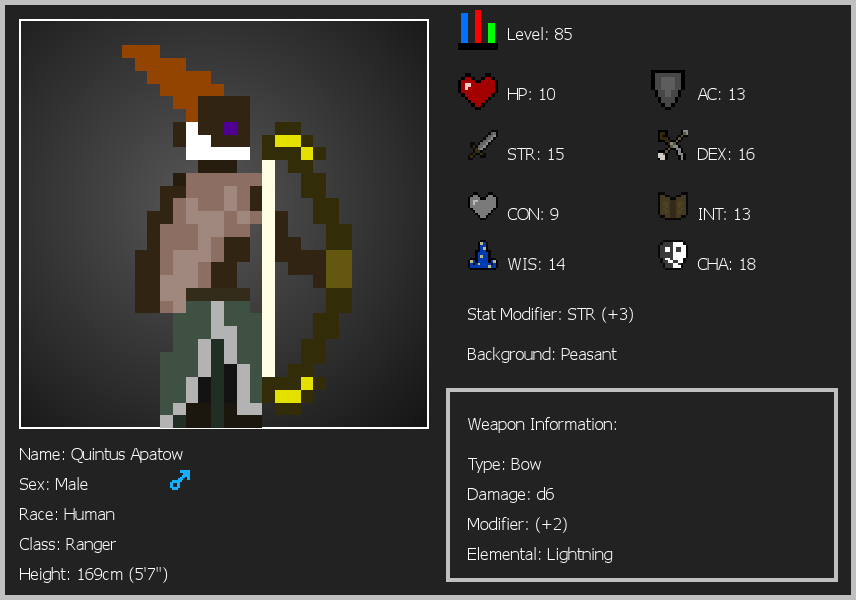 Level: 85
HP: 10
AC: 13
STR: 15
DEX: 16
CON: 9
INT: 13
WIS: 14
CHA: 18
Stat Modifier: STR (+3)
Background: Peasant
Weapon Information:
Type: Bow
Damage: d6
Modifier: (+2)
Elemental: Lightning
Name: Quintus Apatow
Sex: Male
Race: Human
Class: Ranger
Height: 169cm (5'7")